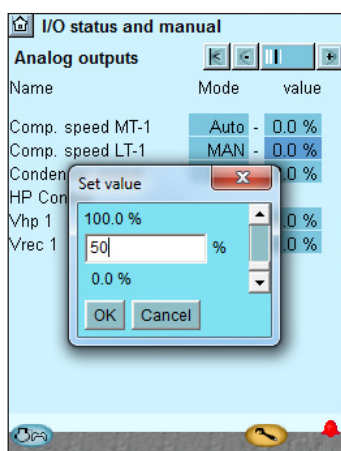 I/O status and manual
Analog outputs
Name Mode value
Comp. speed MT-1 Auto - 0.0 %
Comp. speed LT-1 MAN - 0.0 %
.0 %
HP
Vhp 1 .0 %
Vrec 1 .0 %
Set value
100.0 %
50 %
0.0 %
OK Cancel